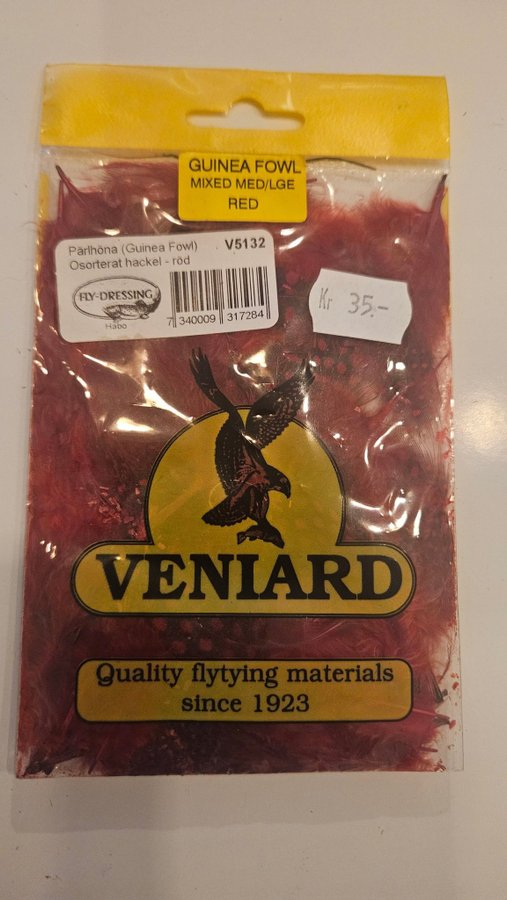 GUINEA FOWL
MIXED MED/LGE
RED
Pärlhöna (Guinea Fowl) V5132
Osorterat hackel - röd
FLY-DRESSING
Habo
7 340009 317284
Kr 35.-
VENIARD
Quality flytying materials
since 1923